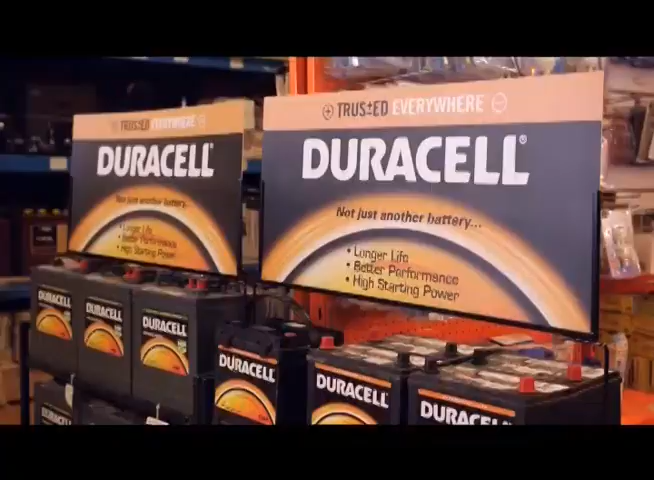 TRUSTED EVERYWHERE
DURACELL
Not just another battery...
• Longer Life
• Better Performance
• High Starting Power
TRUSTED EVERYWHERE
DURACELL®
Not just another battery...
• Longer Life
• Better Performance
• High Starting Power
DURACELL
DURACELL
DURACELL
DURACELL
DURACELL
DURACELL
DURACELL